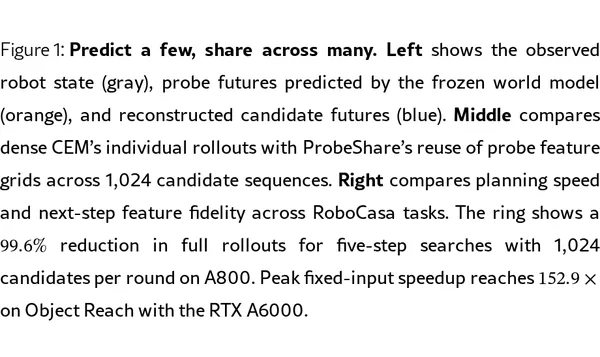 Figure 1: Predict a few, share across many. Left shows the observed
robot state (gray), probe futures predicted by the frozen world model
(orange), and reconstructed candidate futures (blue). Middle compares
dense CEM's individual rollouts with ProbeShare's reuse of probe feature
grids across 1,024 candidate sequences. Right compares planning speed
and next-step feature fidelity across RoboCasa tasks. The ring shows a
99.6% reduction in full rollouts for five-step searches with 1,024
candidates per round on A800. Peak fixed-input speedup reaches 152.9 ×
on Object Reach with the RTX A6000.